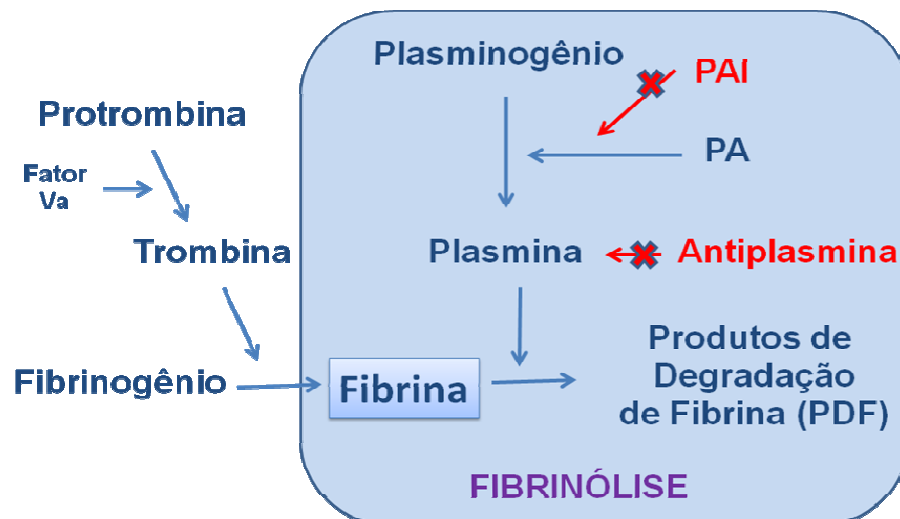 Plasminogênio
PAI
Protrombina
PA
Fator
Va
Trombina
Plasmina
Antiplasmina
Fibrinogênio
Fibrina
Produtos de
Degradação
de Fibrina (PDF)
FIBRINÓLISE